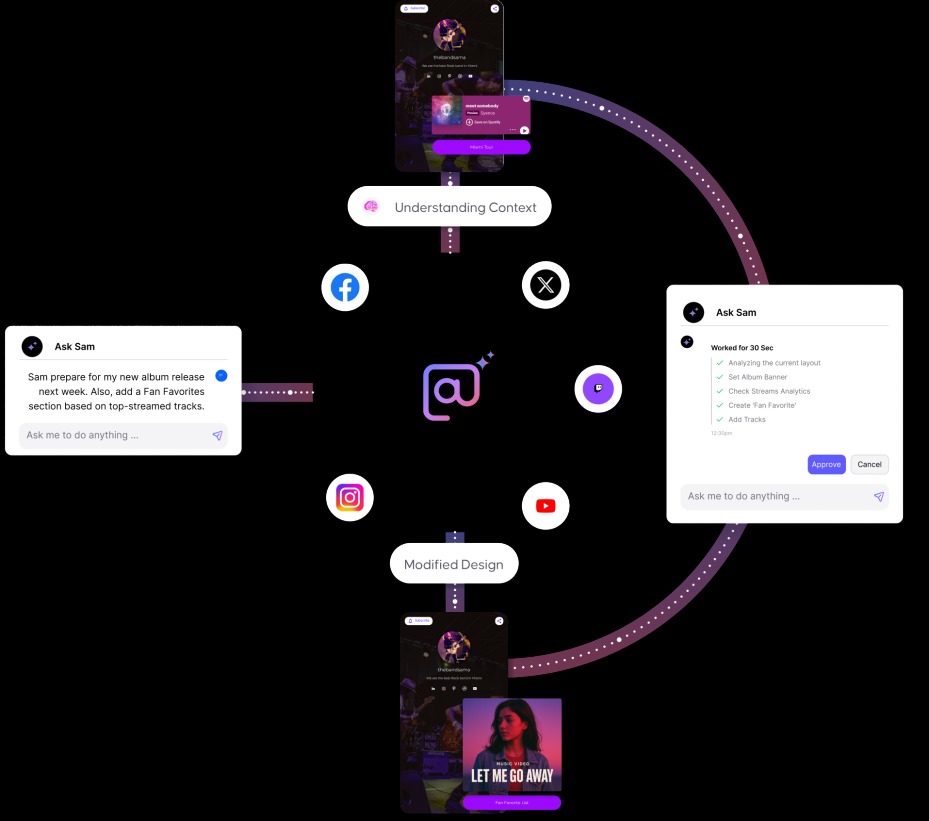 Subscribe
thebandsama
We are the best Rock band in Miami
meet somebody
Preview Syence
Save on Spotify
Miami Tour
Understanding Context
Ask Sam
Sam prepare for my new album release
next week. Also, add a Fan Favorites
section based on top-streamed tracks.
Ask me to do anything ...
Ask Sam
Worked for 30 Sec
Analyzing the current layout
Set Album Banner
Check Streams Analytics
Create 'Fan Favorite'
Add Tracks
12:30pm
Approve
Cancel
Ask me to do anything ...
Modified Design
Subscribe
thebandsama
We are the best Rock band in Miami
MUSIC VIDEO
LET ME GO AWAY
Fan Favorite List